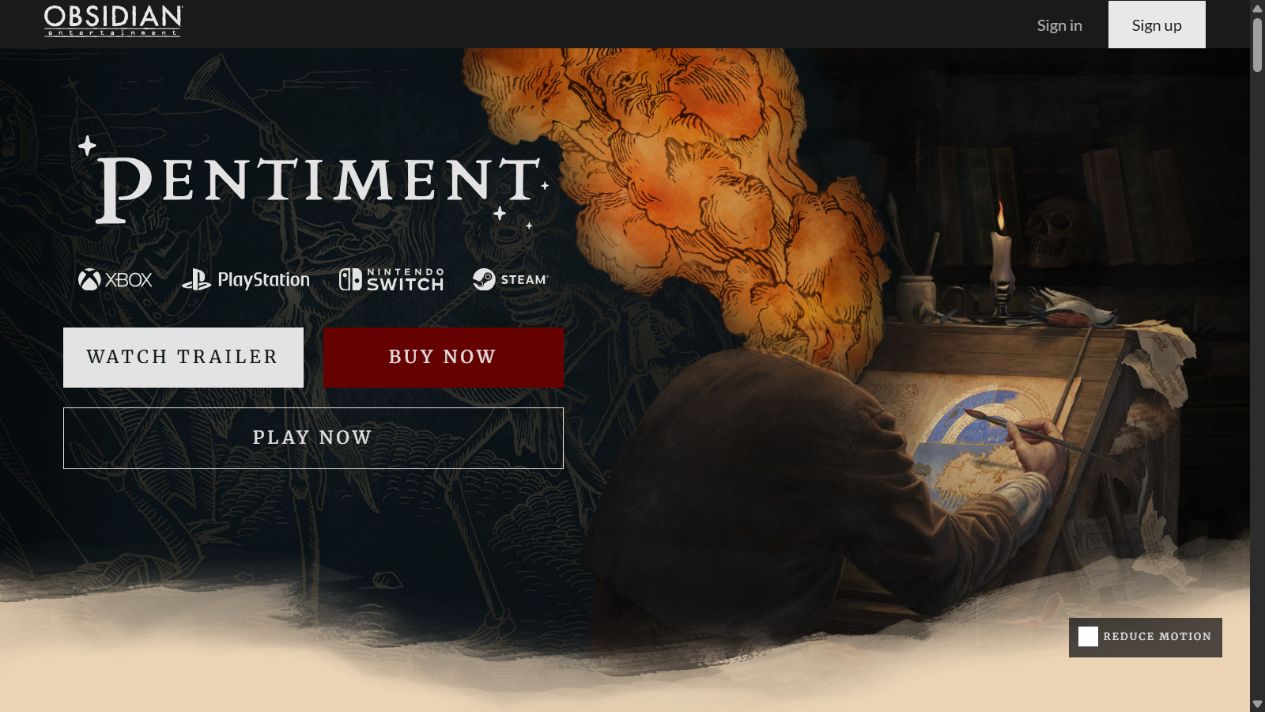 OBSIDIAN
entertainment
Sign in
Sign up
PENTIMENT
XBOX
PlayStation
NINTENDO
SWITCH
STEAM
WATCH TRAILER
BUY NOW
PLAY NOW
REDUCE MOTION